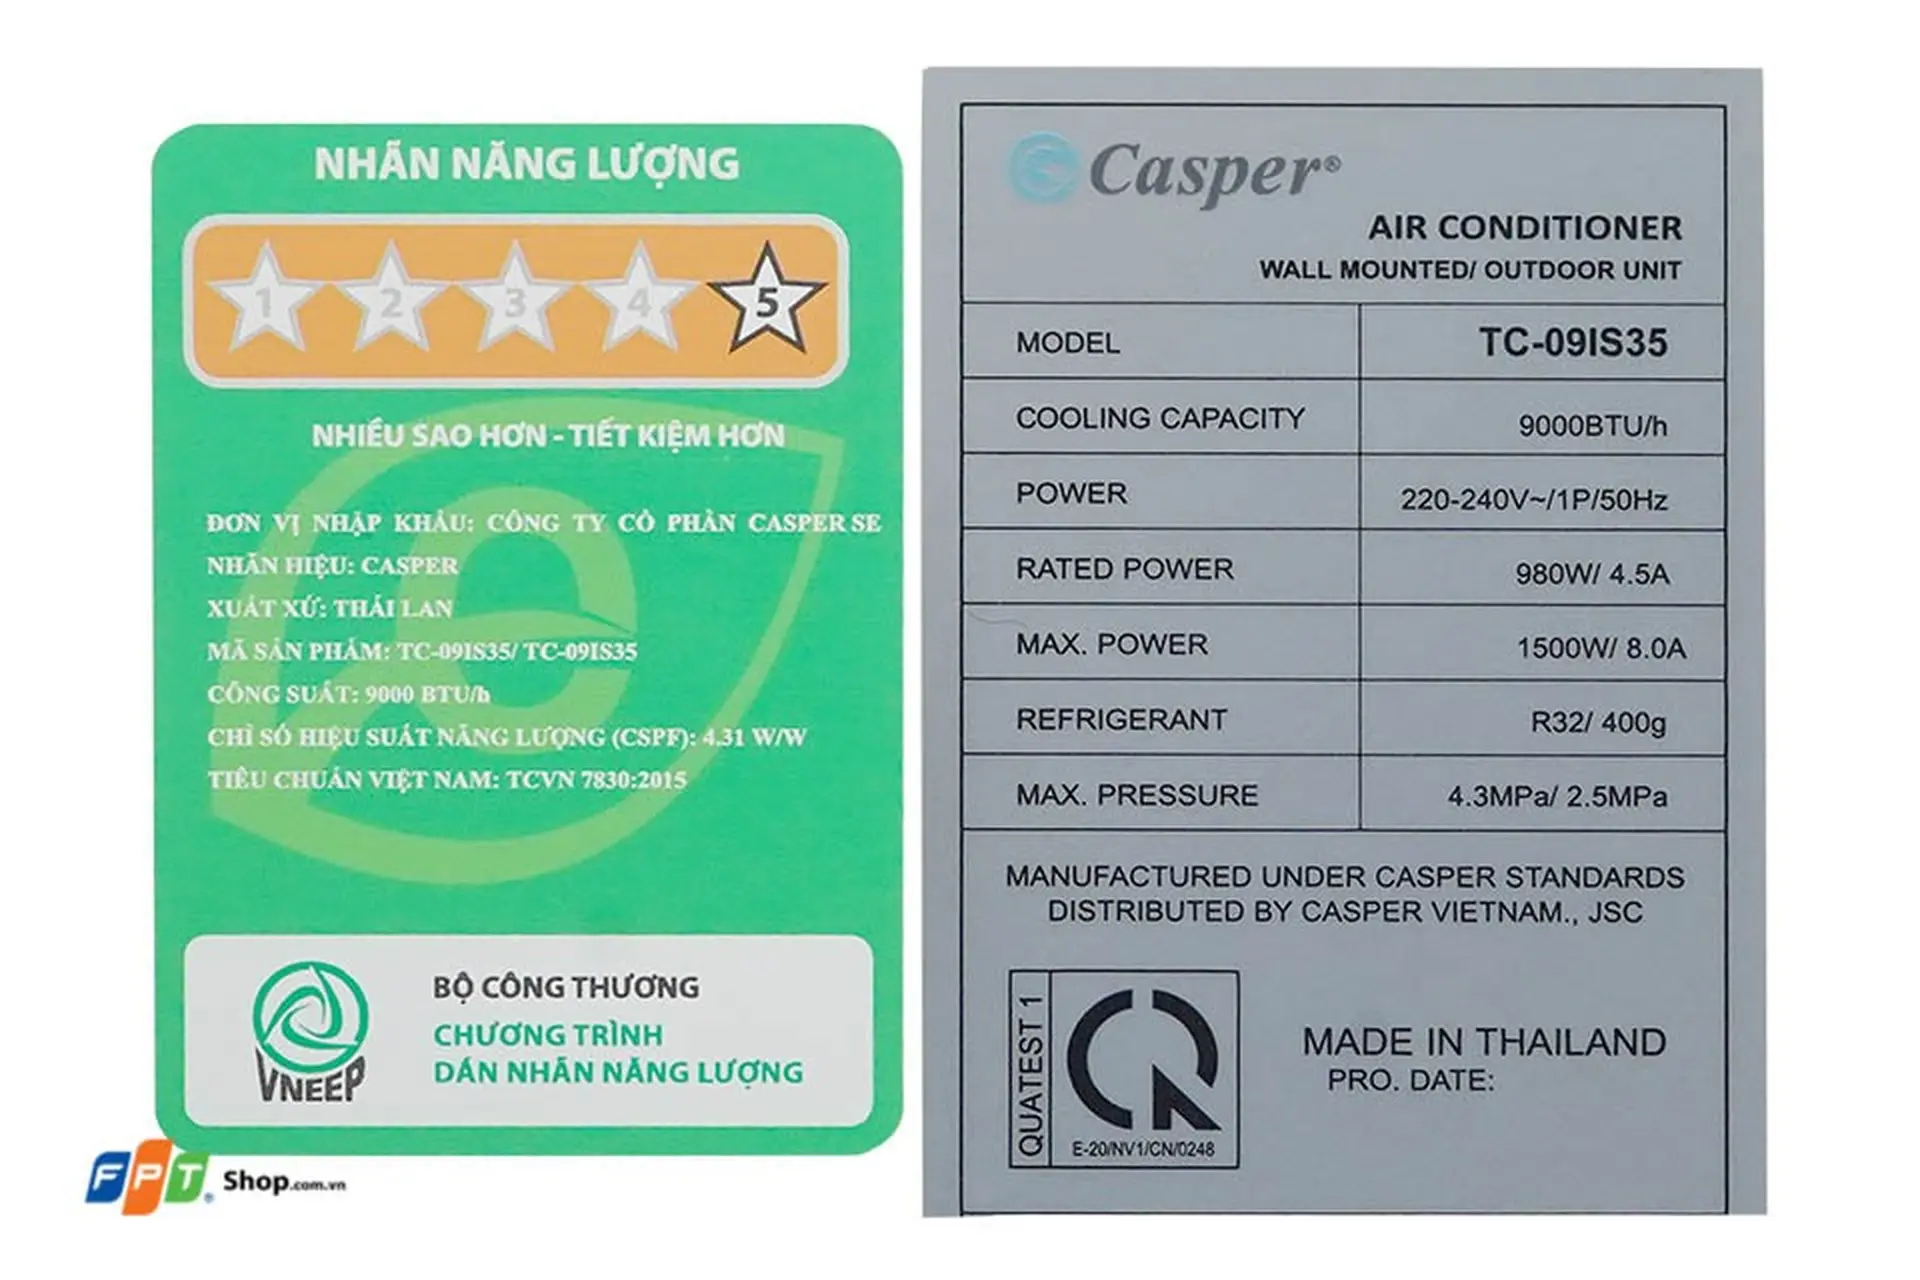 NHÃN NĂNG LƯỢNG
1 2 3 4 5
NHIỀU SAO HƠN - TIẾT KIỆM HƠN
ĐƠN VỊ NHẬP KHẨU: CÔNG TY CỔ PHẦN CASPER SE
NHÃN HIỆU: CASPER
XUẤT XỨ: THÁI LAN
MÃ SẢN PHẨM: TC-09IS35/ TC-09IS35
CÔNG SUẤT: 9000 BTU/h
CHỈ SỐ HIỆU SUẤT NĂNG LƯỢNG (CSPF): 4.31 W/W
TIÊU CHUẨN VIỆT NAM: TCVN 7830:2015
VNEEP
BỘ CÔNG THƯƠNG
CHƯƠNG TRÌNH
DÁN NHÃN NĂNG LƯỢNG
FPT® Shop.com.vn
Casper®
AIR CONDITIONER
WALL MOUNTED/ OUTDOOR UNIT
MODEL TC-09IS35
COOLING CAPACITY 9000BTU/h
POWER 220-240V~/1P/50Hz
RATED POWER 980W/ 4.5A
MAX. POWER 1500W/ 8.0A
REFRIGERANT R32/ 400g
MAX. PRESSURE 4.3MPa/ 2.5MPa
MANUFACTURED UNDER CASPER STANDARDS
DISTRIBUTED BY CASPER VIETNAM., JSC
QUATEST 1
E-20/NV1/CN/0248
MADE IN THAILAND
PRO. DATE: